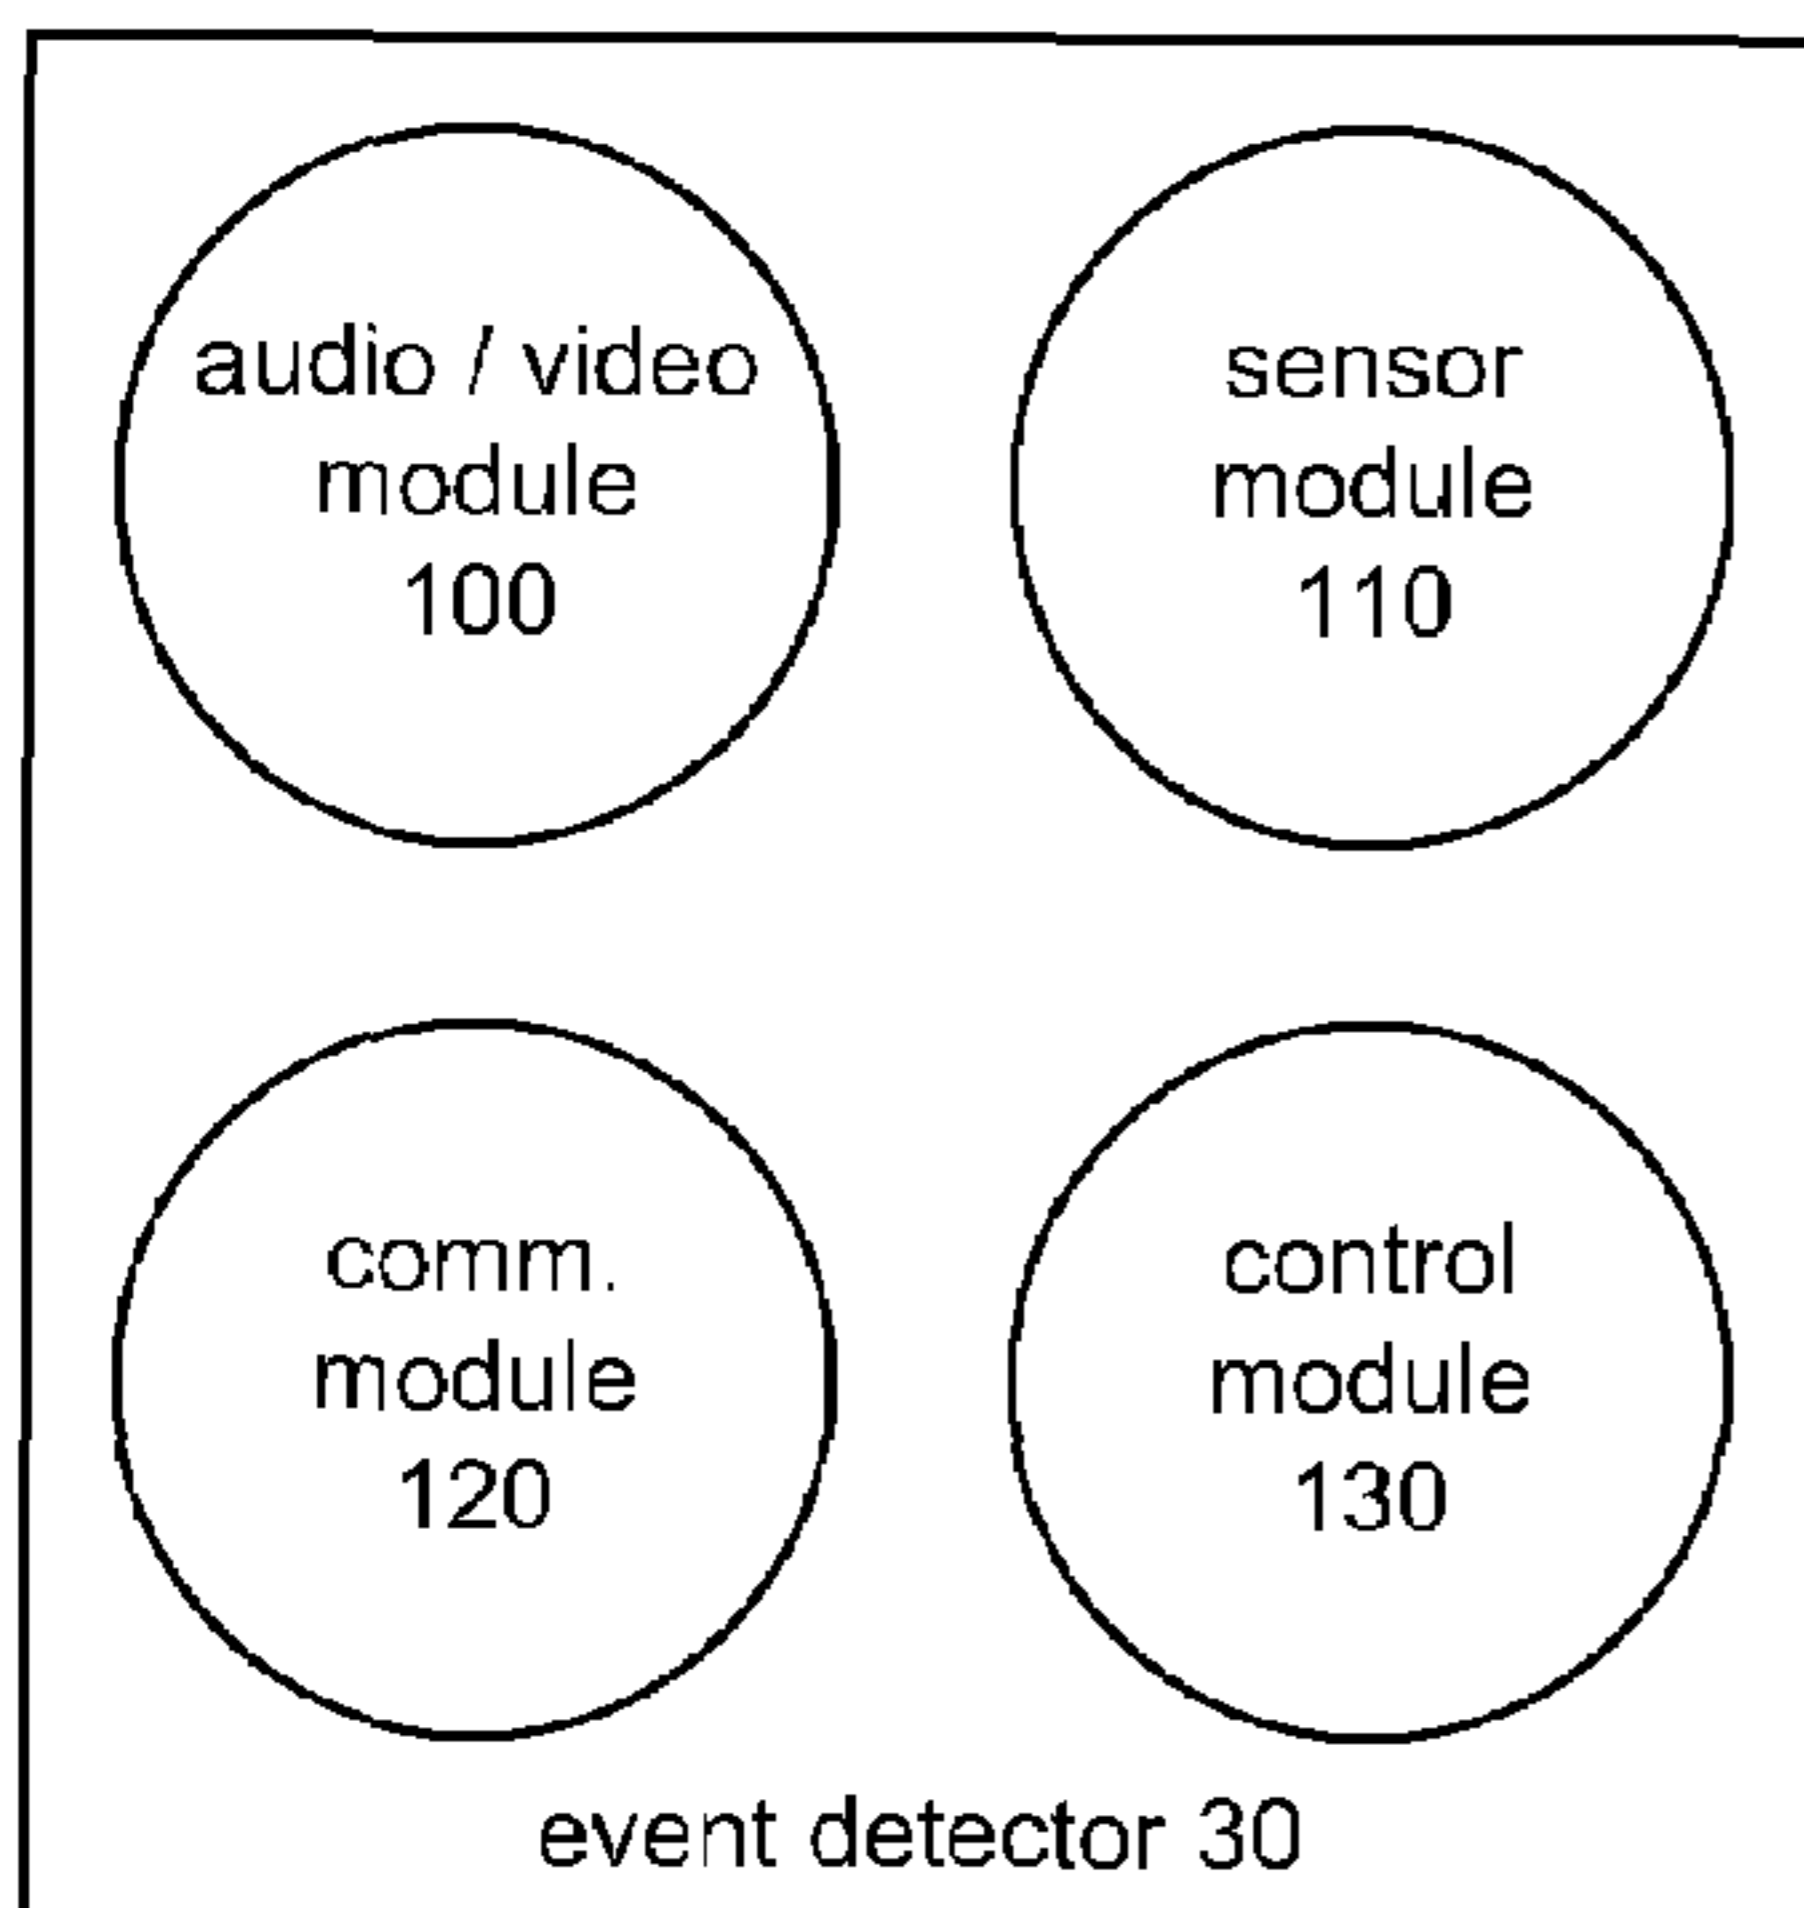 audio / video
module
100
sensor
module
110
comm.
module
120
control
module
130
event detector 30